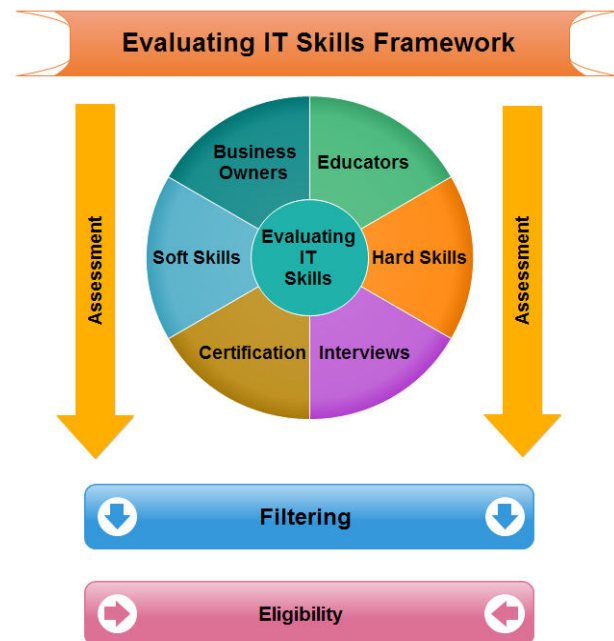 Evaluating IT Skills Framework
Assessment
Business
Owners
Educators
Soft Skills
Evaluating
IT
Skills
Hard Skills
Certification
Interviews
Assessment
Filtering
Eligibility